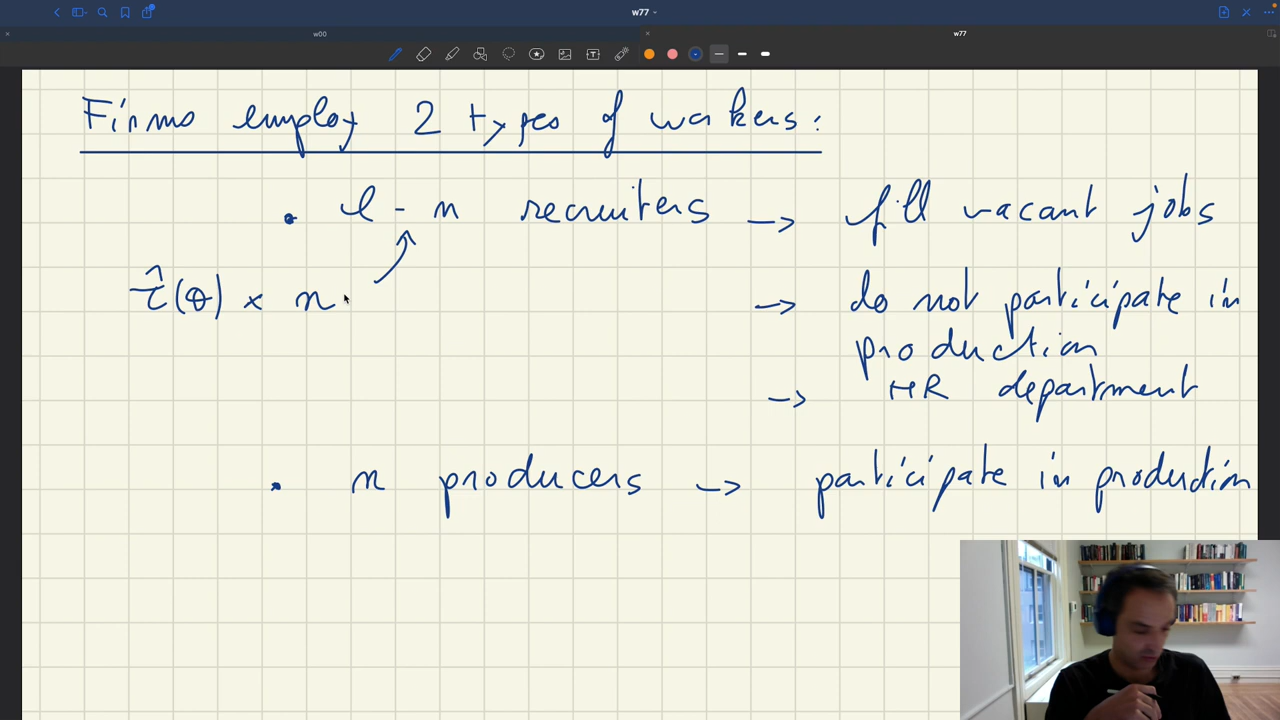 w77
w00
w77
Firms employ 2 types of workers:
• l - n recruiters → fill vacant jobs
τ̂(θ) × n
→ do not participate in
production
→ HR department
• n producers → participate in production